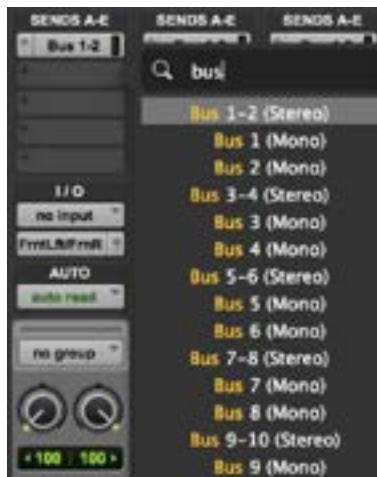 SENDS A-E
SENDS A-E
SENDS A-E
Bus 1-2
bus
Bus 1-2 (Stereo)
Bus 1 (Mono)
Bus 2 (Mono)
Bus 3-4 (Stereo)
Bus 3 (Mono)
Bus 4 (Mono)
Bus 5-6 (Stereo)
Bus 5 (Mono)
Bus 6 (Mono)
Bus 7-8 (Stereo)
Bus 7 (Mono)
Bus 8 (Mono)
Bus 9-10 (Stereo)
Bus 9 (Mono)
I / O
no input
AUTO
auto read
no group
100
100